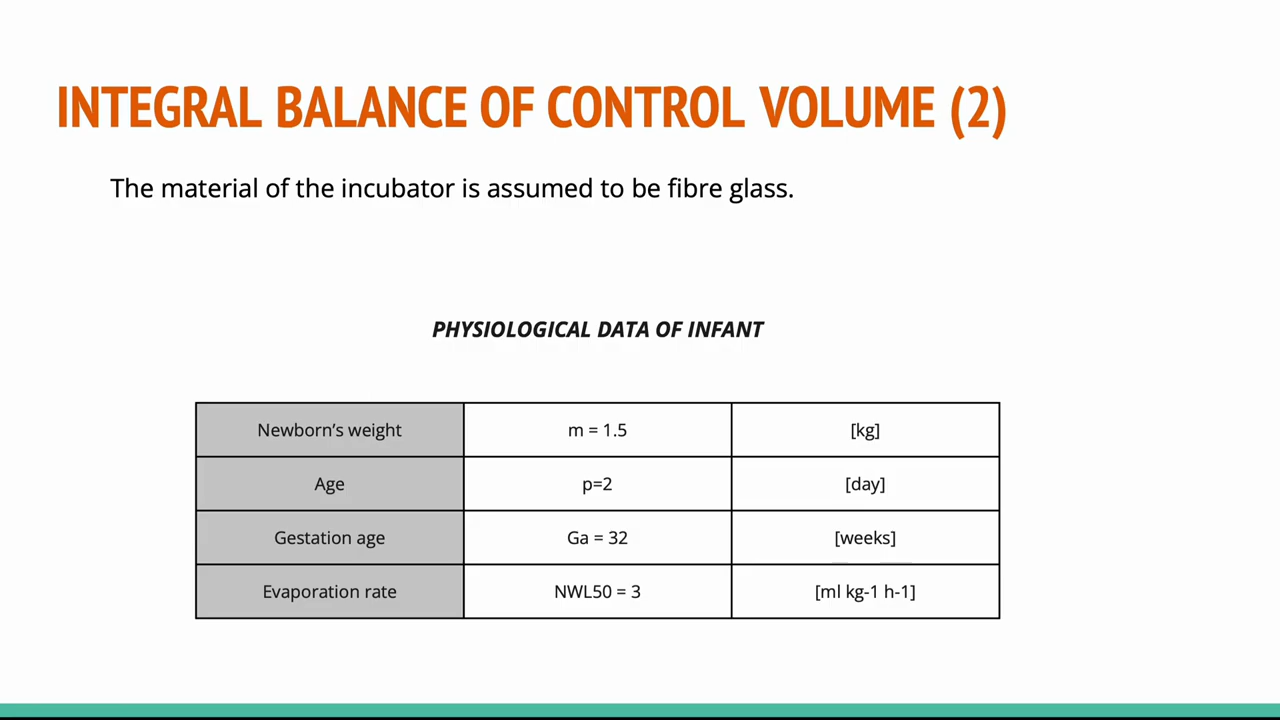 INTEGRAL BALANCE OF CONTROL VOLUME (2)
The material of the incubator is assumed to be fibre glass.
PHYSIOLOGICAL DATA OF INFANT
Newborn’s weight m = 1.5 [kg]
Age p=2 [day]
Gestation age Ga = 32 [weeks]
Evaporation rate NWL50 = 3 [ml kg-1 h-1]